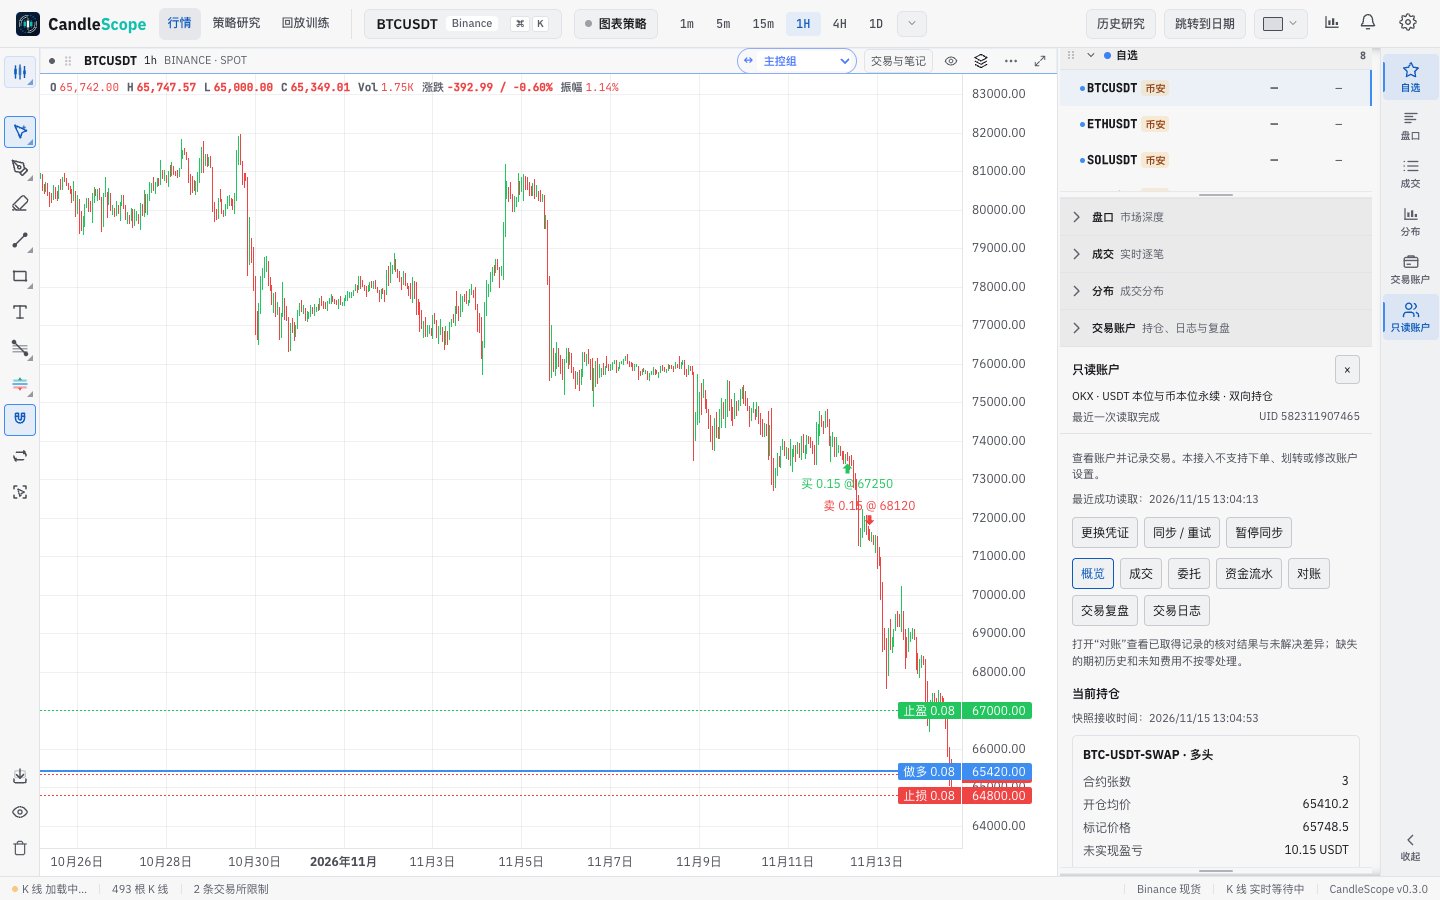 CandleScope 行情 策略研究 回放训练 BTCUSDT Binance ⌘ K 图表策略 1m 5m 15m 1H 4H 1D 历史研究 跳转到日期
BTCUSDT 1h BINANCE · SPOT 主控组 交易与笔记
O 65,742.00 H 65,747.57 L 65,000.00 C 65,349.01 Vol 1.75K 涨跌 -392.99 / -0.60% 振幅 1.14%
83000.00
82000.00
81000.00
80000.00
79000.00
78000.00
77000.00
76000.00
75000.00
74000.00
73000.00
72000.00
71000.00
70000.00
69000.00
68000.00
66000.00
64000.00
买 0.15 @ 67250
卖 0.15 @ 68120
止盈 0.08 67000.00
做多 0.08 65420.00
止损 0.08 64800.00
10月26日 10月28日 10月30日 2026年11月 11月3日 11月5日 11月7日 11月9日 11月11日 11月13日
自选 8
BTCUSDT 币安 — —
ETHUSDT 币安 — —
SOLUSDT 币安 — —
盘口 市场深度
成交 实时逐笔
分布 成交分布
交易账户 持仓、日志与复盘
只读账户 ×
OKX · USDT 本位与币本位永续 · 双向持仓
最近一次读取完成 UID 582311907465
查看账户并记录交易。本接入不支持下单、划转或修改账户
设置。
最近成功读取：2026/11/15 13:04:13
更换凭证 同步 / 重试 暂停同步
概览 成交 委托 资金流水 对账
交易复盘 交易日志
打开“对账”查看已取得记录的核对结果与未解决差异；缺失
的期初历史和未知费用不按零处理。
当前持仓
快照接收时间：2026/11/15 13:04:53
BTC-USDT-SWAP · 多头
合约张数 3
开仓均价 65410.2
标记价格 65748.5
未实现盈亏 10.15 USDT
自选
盘口
成交
分布
交易账户
只读账户
收起
K 线 加载中... 493 根 K 线 2 条交易所限制 Binance 现货 K 线 实时等待中 CandleScope v0.3.0